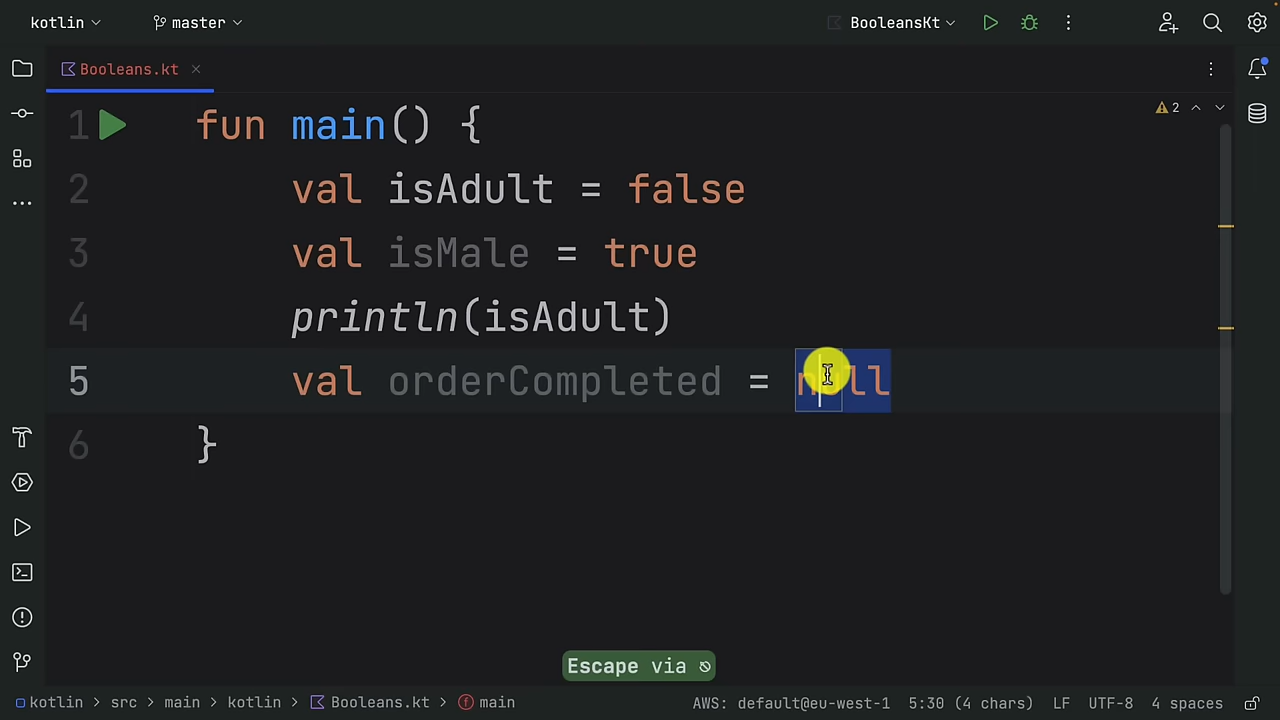 kotlin master BooleansKt
Booleans.kt
2
1 fun main() {
2 val isAdult = false
3 val isMale = true
4 println(isAdult)
5 val orderCompleted = null
6 }
Escape via ⎋
kotlin > src > main > kotlin > Booleans.kt > main AWS: default@eu-west-1 5:30 (4 chars) LF UTF-8 4 spaces